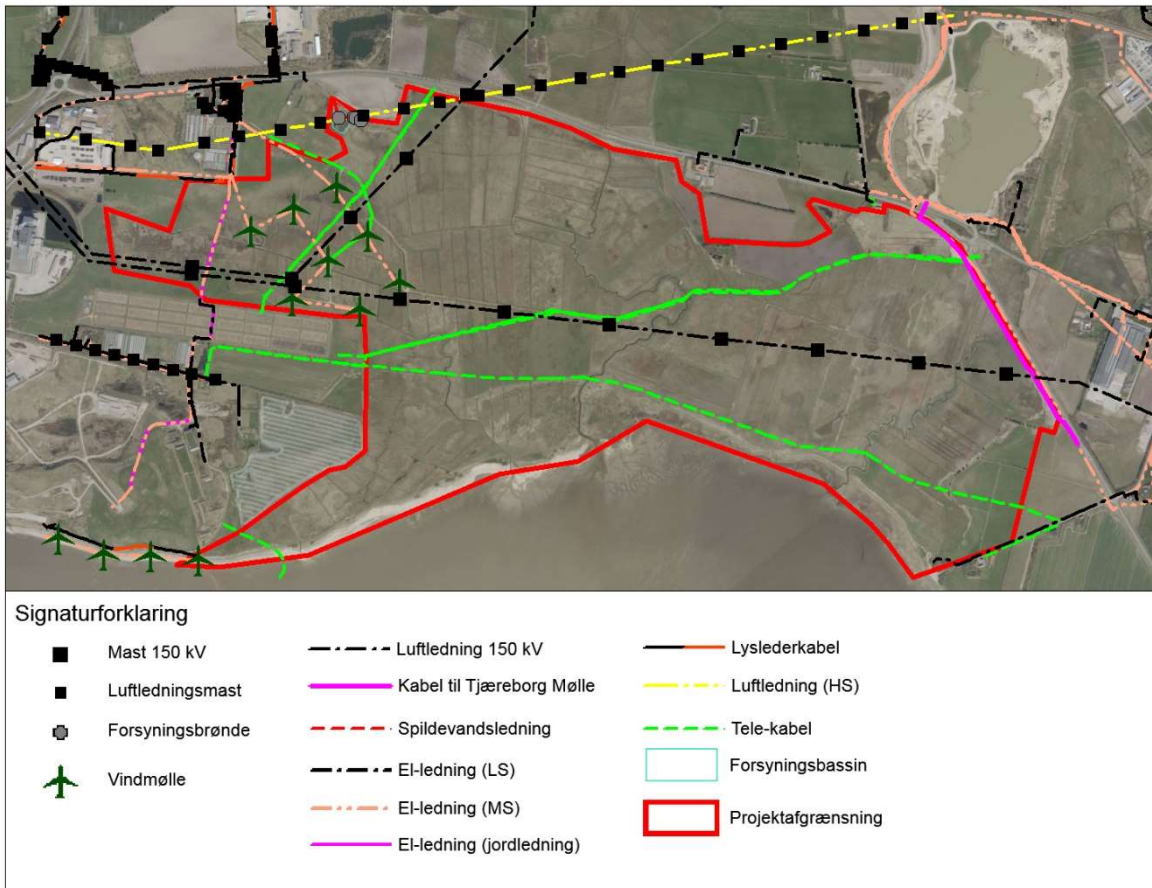 Signaturforklaring
Mast 150 kV
Luftledningsmast
Forsyningsbrønde
Vindmølle
Luftledning 150 kV
Kabel til Tjæreborg Mølle
Spildevandsledning
El-ledning (LS)
El-ledning (MS)
El-ledning (jordledning)
Lyslederkabel
Luftledning (HS)
Tele-kabel
Forsyningsbassin
Projektafgrænsning